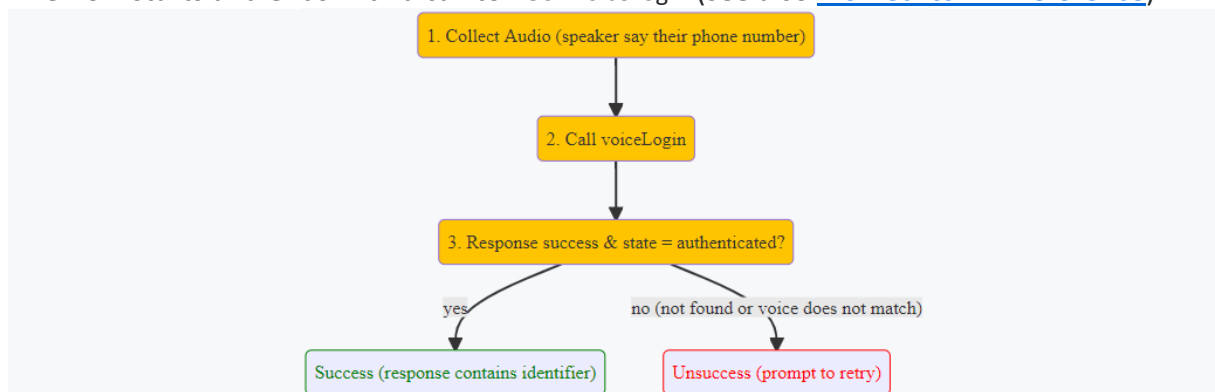 1. Collect Audio (speaker say their phone number)
2. Call voiceLogin
3. Response success & state = authenticated?
yes
no (not found or voice does not match)
Success (response contains identifier)
Unsuccess (prompt to retry)